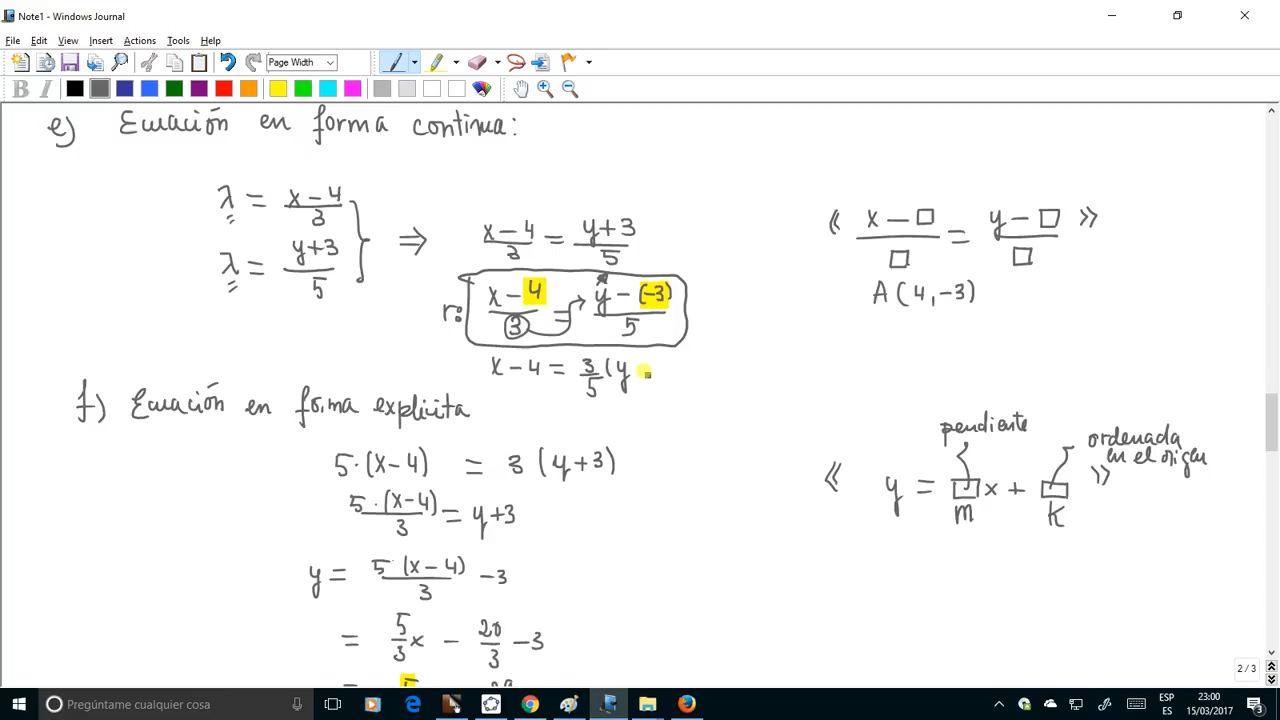 Note1 - Windows Journal
File Edit View Insert Actions Tools Help
Page Width
B I
e) Ecuación en forma continua:
λ = x-4/3
λ = y+3/5
⇒ x-4/3 = y+3/5
r: x-4/3 = y-(-3)/5
x-4 = 3/5 (y
« x-□/□ = y-□/□ »
A(4,-3)
f) Ecuación en forma explícita
5·(x-4) = 3(y+3)
5·(x-4)/3 = y+3
y = 5·(x-4)/3 -3
= 5/3 x - 20/3 -3
pendiente
ordenada
en el origen
« y = □x + □ »
m k
2 / 3
Pregúntame cualquier cosa
ESP
ES
23:00
15/03/2017